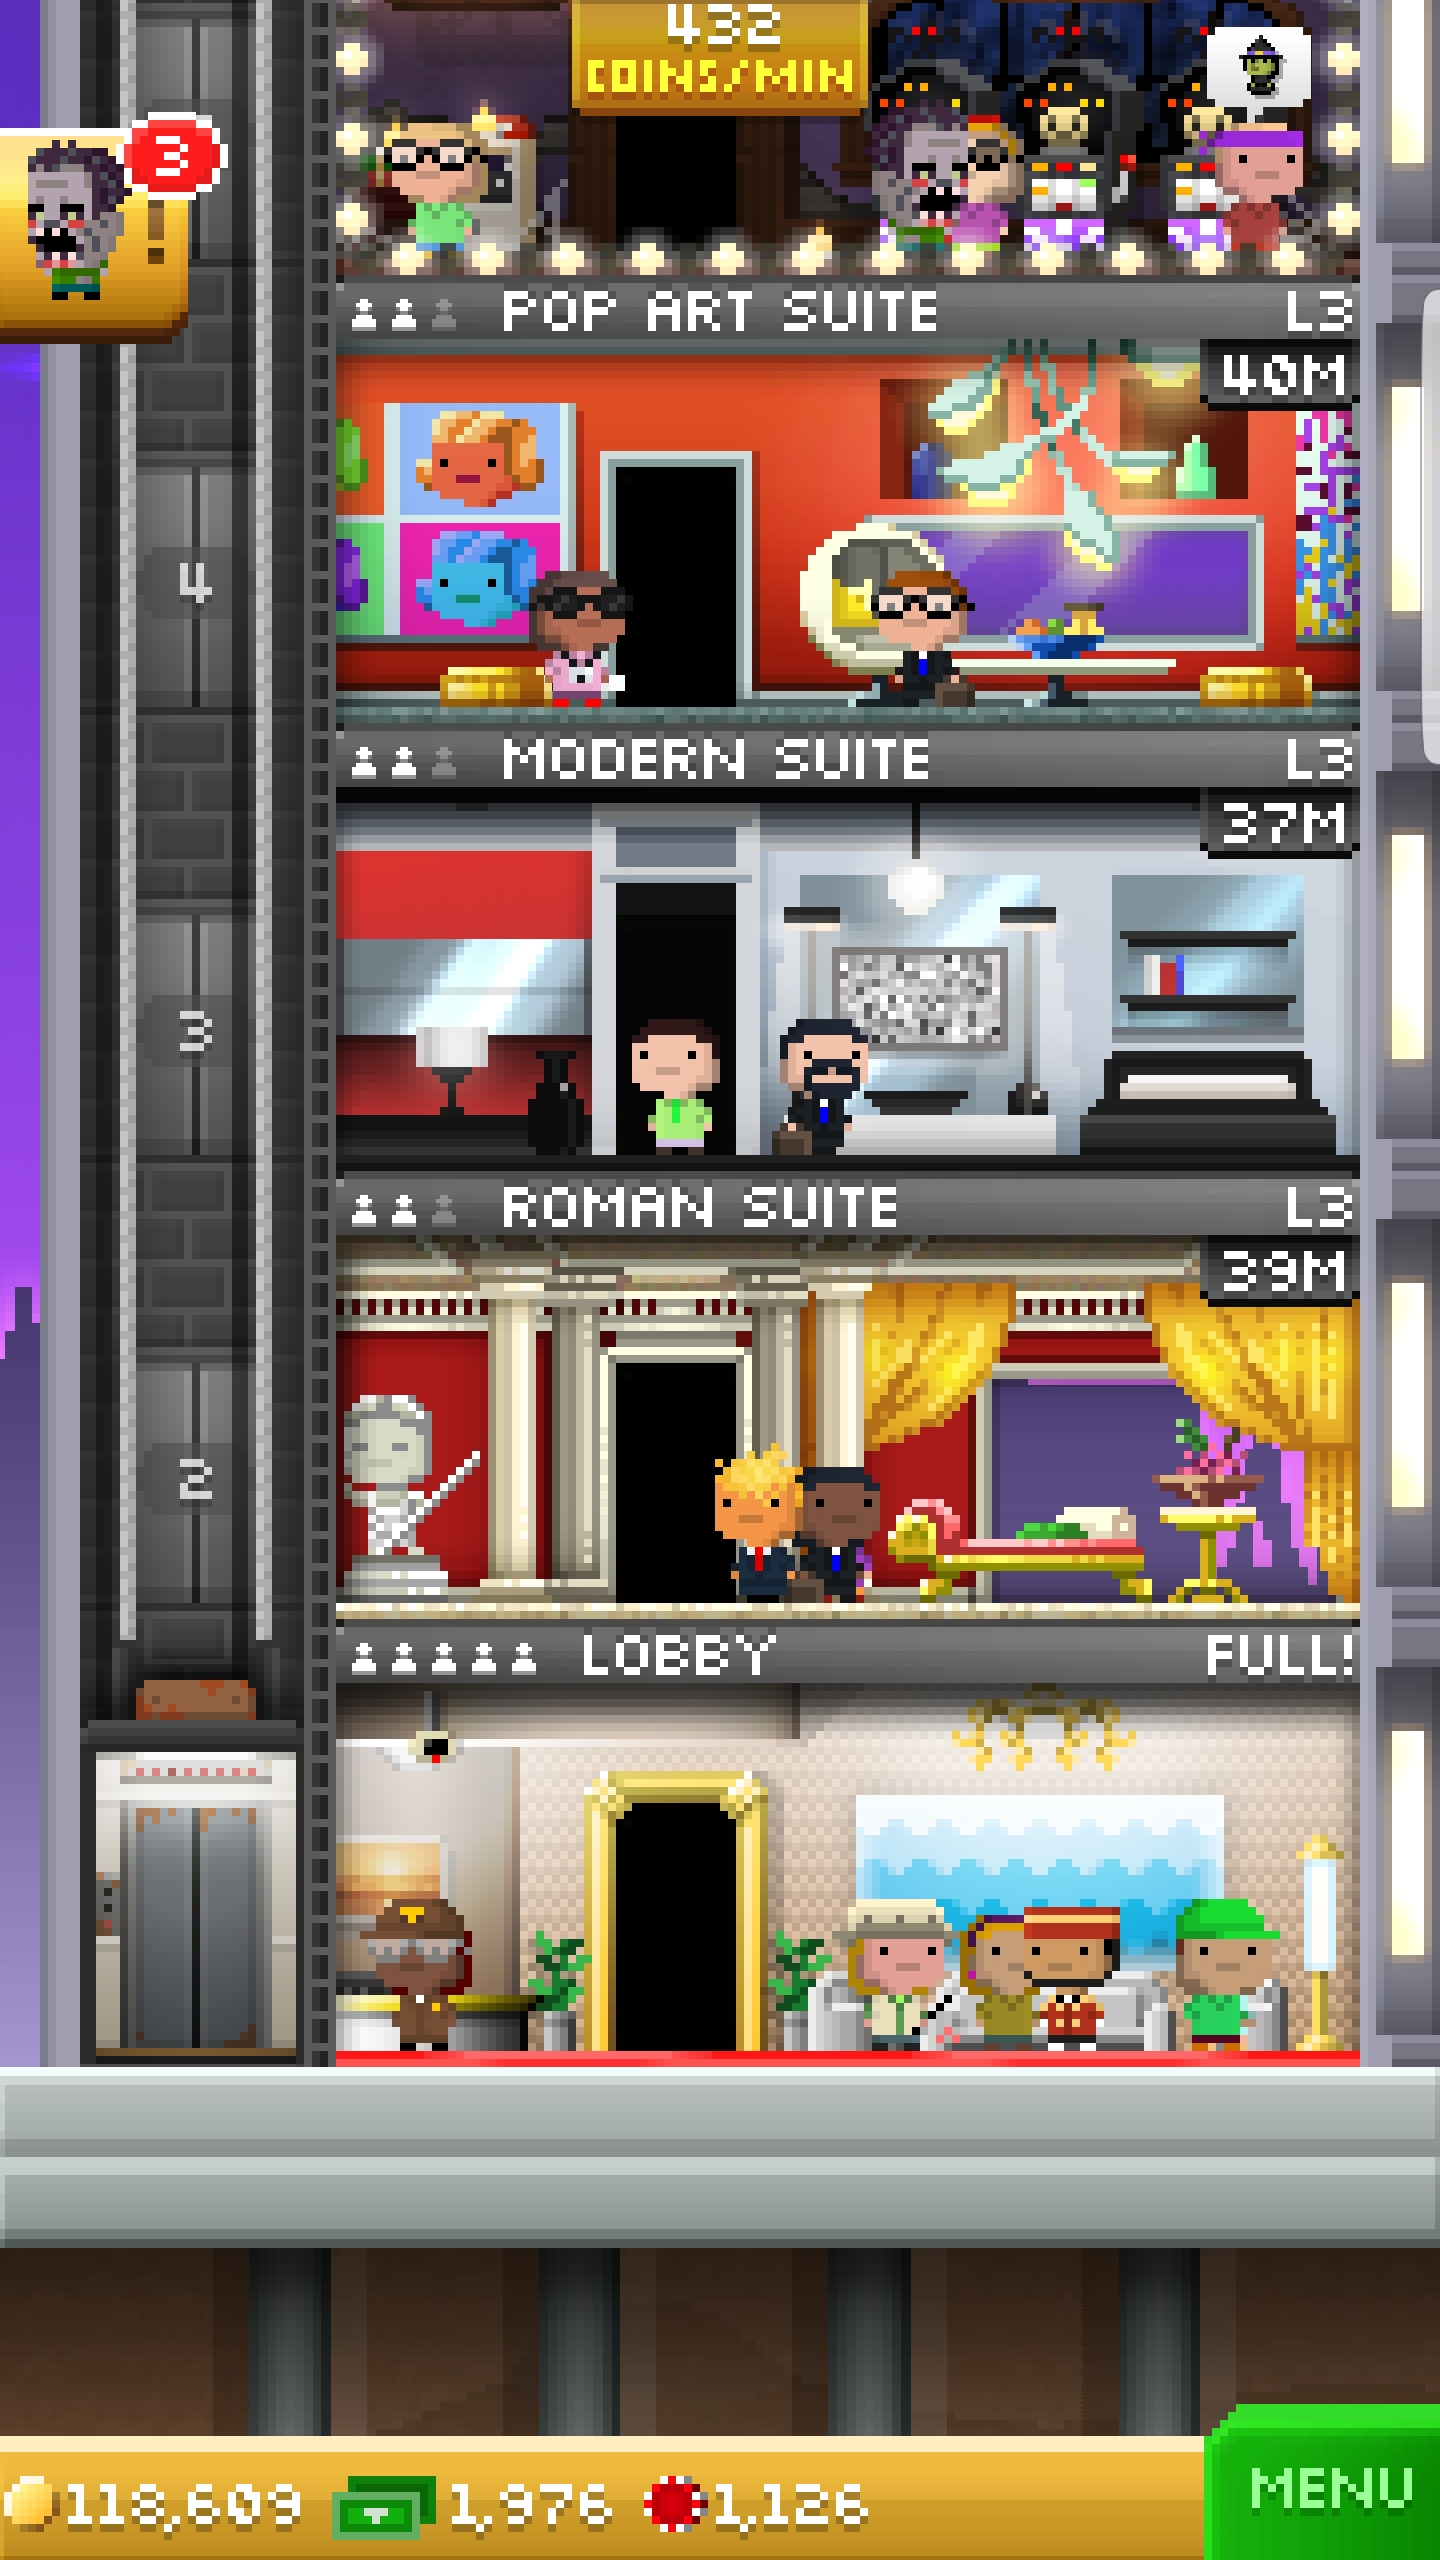 432
COINS/MIN
3
!
POP ART SUITE L3
40M
4
MODERN SUITE L3
37M
3
ROMAN SUITE L3
39M
2
LOBBY FULL!
118,609 1,976 1,126
MENU